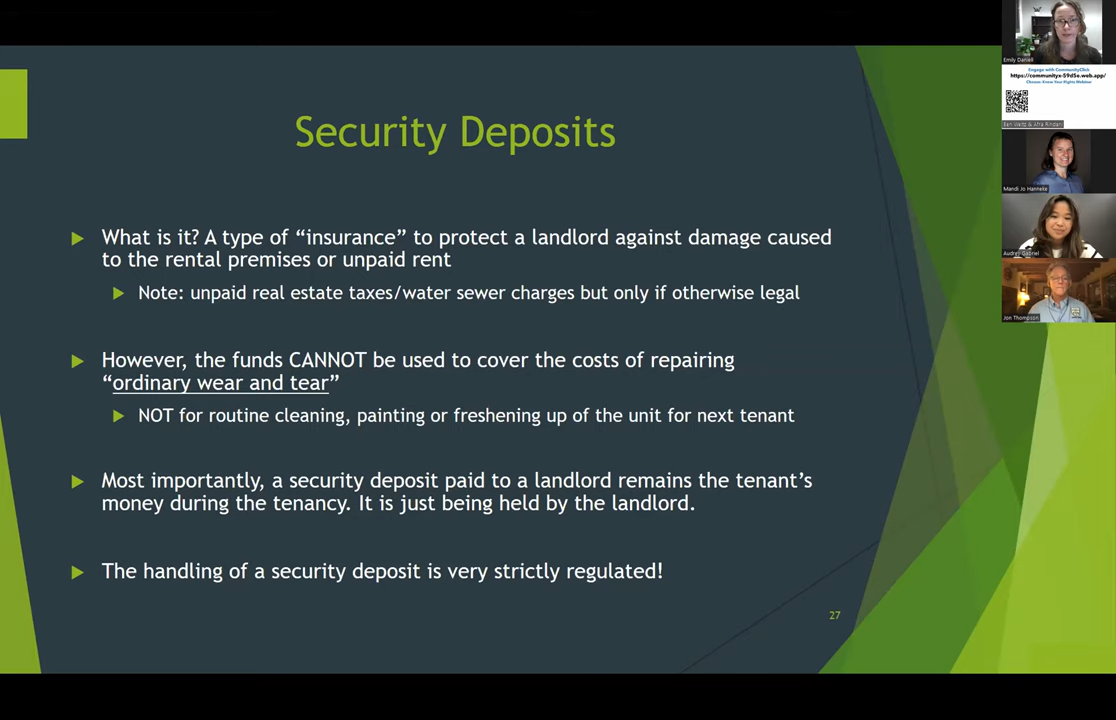 Security Deposits
What is it? A type of “insurance” to protect a landlord against damage caused
to the rental premises or unpaid rent
Note: unpaid real estate taxes/water sewer charges but only if otherwise legal
However, the funds CANNOT be used to cover the costs of repairing
“ordinary wear and tear”
NOT for routine cleaning, painting or freshening up of the unit for next tenant
Most importantly, a security deposit paid to a landlord remains the tenant’s
money during the tenancy. It is just being held by the landlord.
The handling of a security deposit is very strictly regulated!
27
Emily Daniell
Engage with CommunityClick
https://communityx-59d5e.web.app/
Choose: Know Your Rights Webinar
Ben Weitz & Afra Rindani
Mandi Jo Hanneke
Audrey Gabriel
Jon Thompson